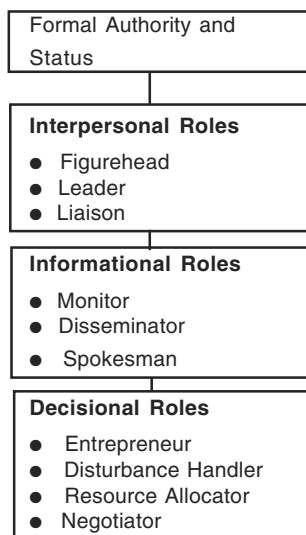 Formal Authority and
Status
Interpersonal Roles
● Figurehead
● Leader
● Liaison
Informational Roles
● Monitor
● Disseminator
● Spokesman
Decisional Roles
● Entrepreneur
● Disturbance Handler
● Resource Allocator
● Negotiator